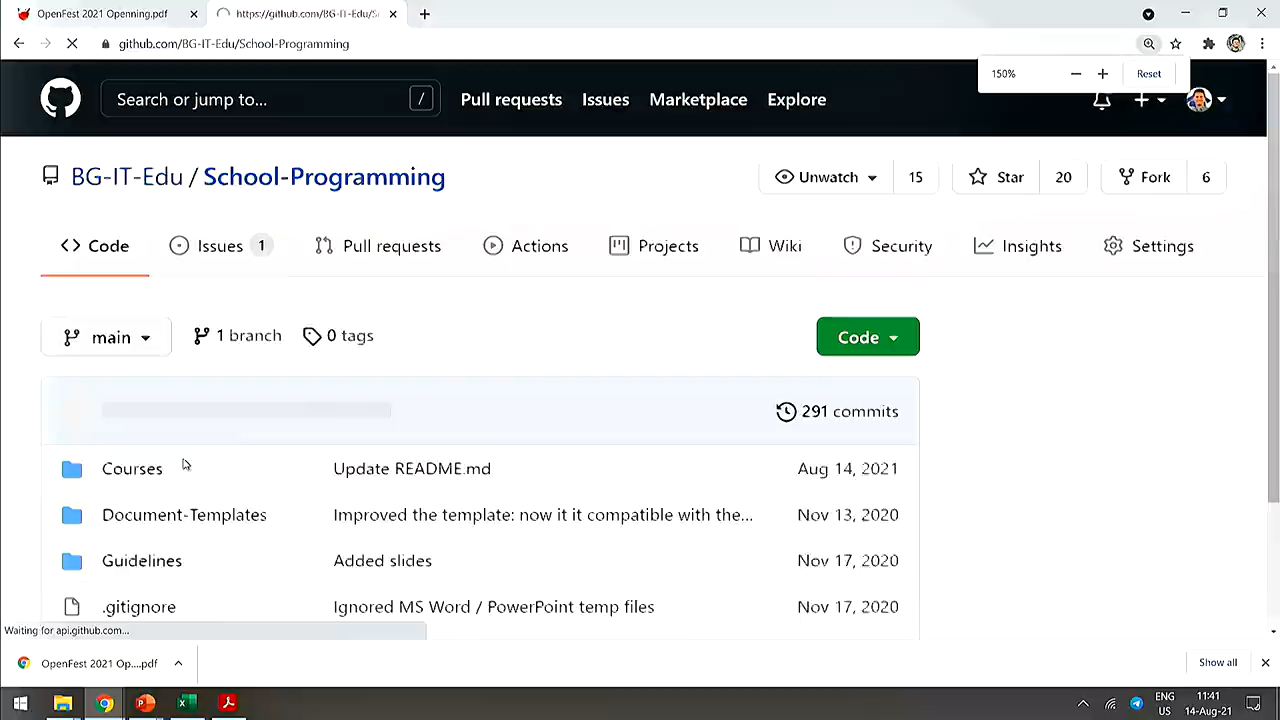 OpenFest 2021 Openning.pdf
https://github.com/BG-IT-Edu/S
github.com/BG-IT-Edu/School-Programming
150%
Reset
Search or jump to...
/
Pull requests
Issues
Marketplace
Explore
BG-IT-Edu / School-Programming
Unwatch
15
Star
20
Fork
6
Code
Issues
1
Pull requests
Actions
Projects
Wiki
Security
Insights
Settings
main
1 branch
0 tags
Code
291 commits
Courses
Update README.md
Aug 14, 2021
Document-Templates
Improved the template: now it it compatible with the...
Nov 13, 2020
Guidelines
Added slides
Nov 17, 2020
.gitignore
Ignored MS Word / PowerPoint temp files
Nov 17, 2020
Waiting for api.github.com...
OpenFest 2021 Op....pdf
Show all
ENG
US
11:41
14-Aug-21